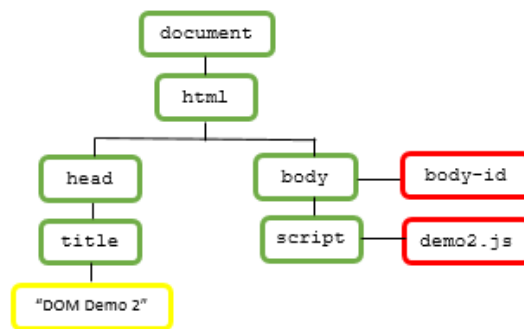 document
html
head
body
body-id
title
script
demo2.js
“DOM Demo 2”